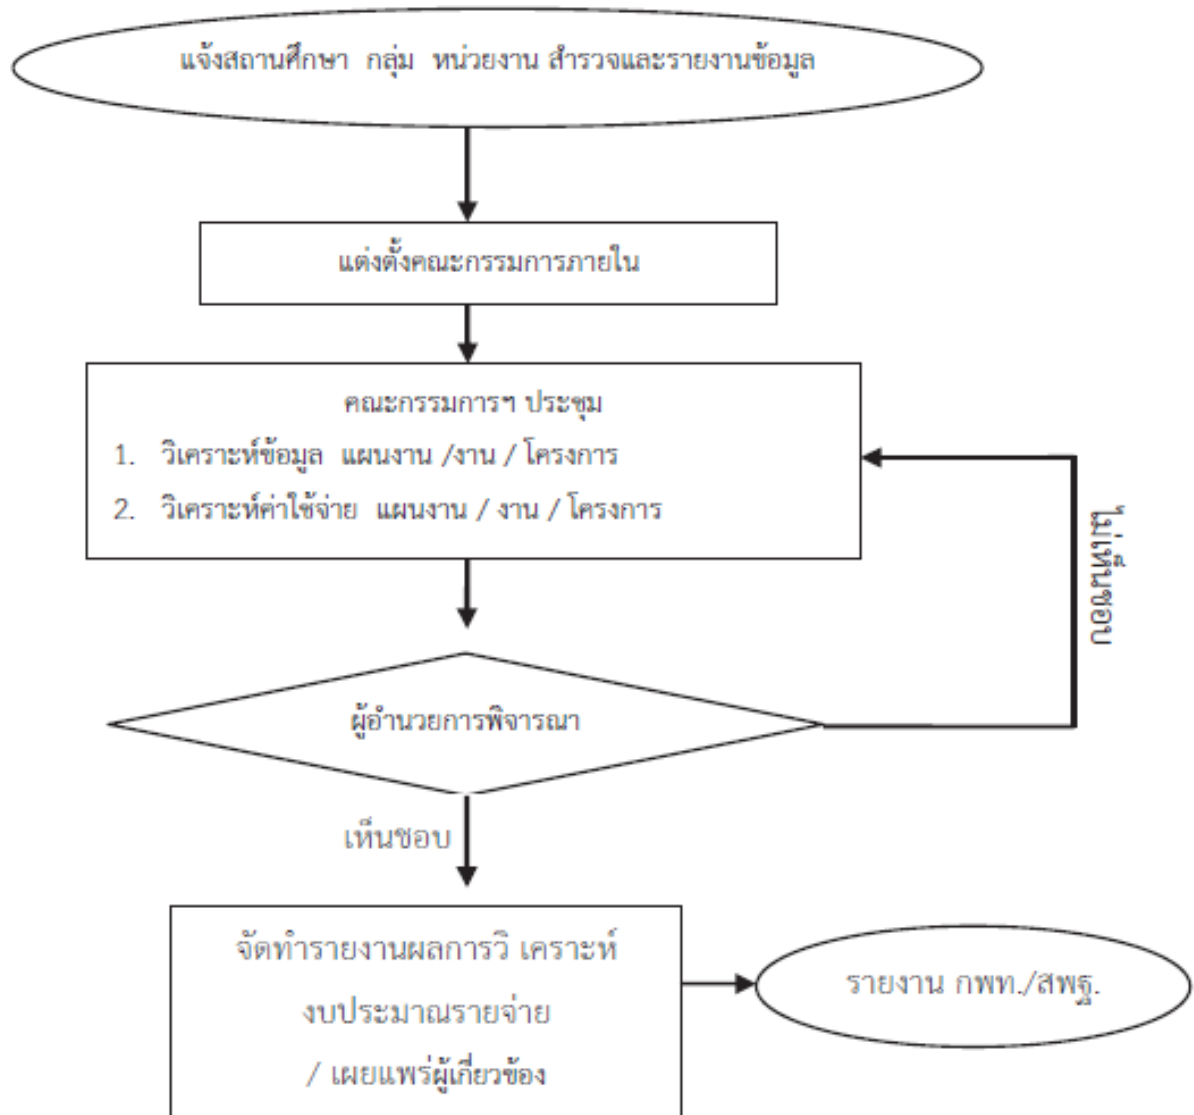 แจ้งสถานศึกษา กลุ่ม หน่วยงาน สำรวจและรายงานข้อมูล
แต่งตั้งคณะกรรมการภายใน
คณะกรรมการฯ ประชุม
1. วิเคราะห์ข้อมูล แผนงาน /งาน / โครงการ
2. วิเคราะห์ค่าใช้จ่าย แผนงาน / งาน / โครงการ
ไม่เห็นชอบ
ผู้อำนวยการพิจารณา
เห็นชอบ
จัดทำรายงานผลการวิ เคราะห์
งบประมาณรายจ่าย
/ เผยแพร่ผู้เกี่ยวข้อง
รายงาน กพท./สพฐ.